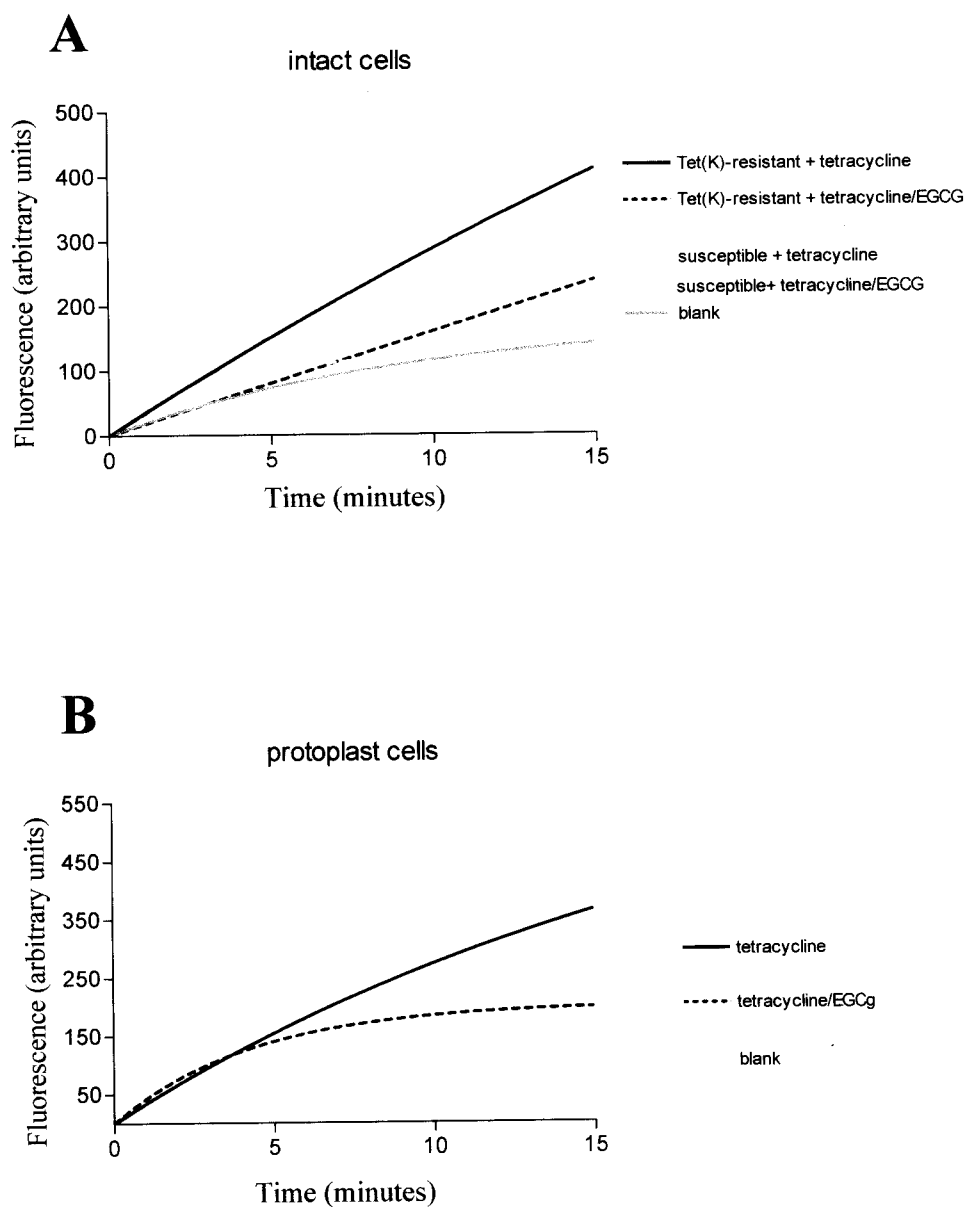 A
intact cells
Fluorescence (arbitrary units)
500
400
300
200
100
0
0
5
10
15
Time (minutes)
Tet(K)-resistant + tetracycline
Tet(K)-resistant + tetracycline/EGCG
susceptible + tetracycline
susceptible+ tetracycline/EGCG
blank
B
protoplast cells
Fluorescence (arbitrary units)
550
450
350
250
150
50
0
5
10
15
Time (minutes)
tetracycline
tetracycline/EGCg
blank